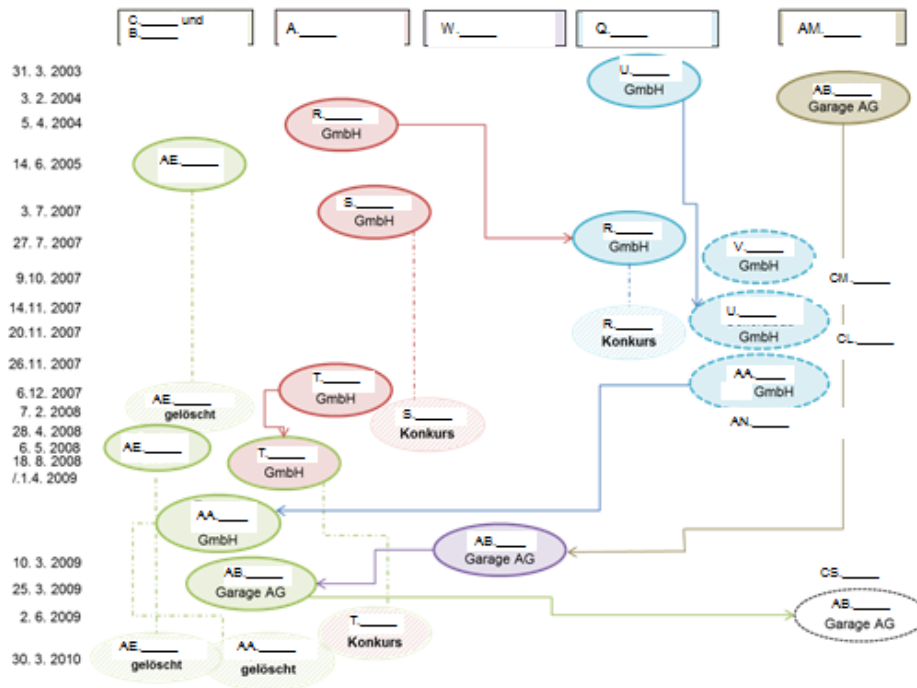 C._____ und
B._____
A._____
W._____
Q._____
AM._____
31. 3. 2003
U._____
GmbH
3. 2. 2004
AB._____
Garage AG
5. 4. 2004
R._____
GmbH
14. 6. 2005
AE._____
3. 7. 2007
S._____
GmbH
27. 7. 2007
R._____
GmbH
V._____
GmbH
9.10. 2007
CM._____
14.11. 2007
U._____
GmbH
20.11. 2007
R._____
Konkurs
CL._____
26.11. 2007
T._____
GmbH
AA.____
GmbH
6.12. 2007
AE._____
gelöscht
7. 2. 2008
S._____
Konkurs
AN._____
28. 4. 2008
6. 5. 2008
AE._____
18. 8. 2008
T._____
GmbH
/.1.4. 2009
AA.____
GmbH
10. 3. 2009
AB.____
Garage AG
25. 3. 2009
AB._____
Garage AG
CS._____
2. 6. 2009
T._____
Konkurs
AB._____
Garage AG
30. 3. 2010
AE._____
gelöscht
AA._____
gelöscht